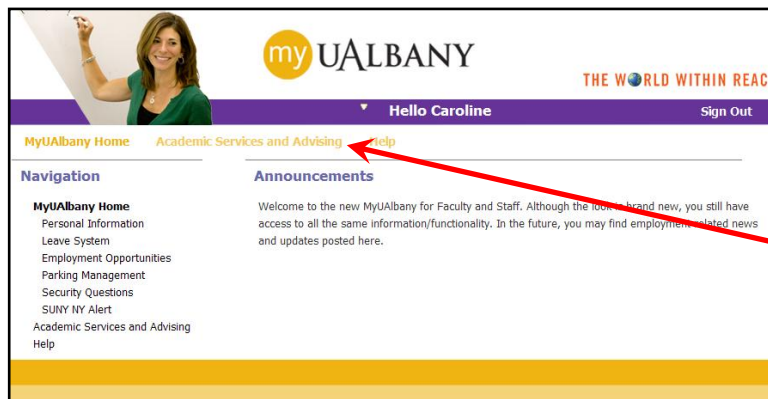 my UALBANY
THE WORLD WITHIN REAC
Hello Caroline
Sign Out
MyUAlbany Home Academic Services and Advising Help
Navigation
MyUAlbany Home
Personal Information
Leave System
Employment Opportunities
Parking Management
Security Questions
SUNY NY Alert
Academic Services and Advising
Help
Announcements
Welcome to the new MyUAlbany for Faculty and Staff. Although the look is brand new, you still have
access to all the same information/functionality. In the future, you may find employment related news
and updates posted here.